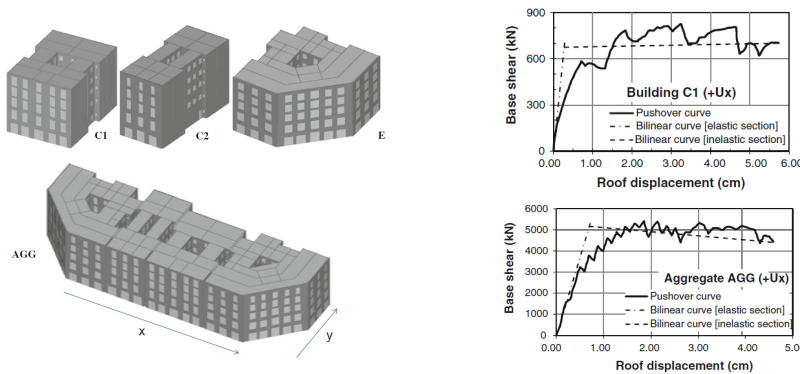 C1
C2
E
AGG
x
y
Base shear (kN)
900
600
300
0
Building C1 (+Ux)
Pushover curve
Bilinear curve [elastic section]
Bilinear curve [inelastic section]
0.00 1.00 2.00 3.00 4.00 5.00 6.00
Roof displacement (cm)
Base shear (kN)
6000
5000
4000
3000
2000
1000
0
Aggregate AGG (+Ux)
Pushover curve
Bilinear curve [elastic section]
Bilinear curve [inelastic section]
0.00 1.00 2.00 3.00 4.00 5.00
Roof displacement (cm)